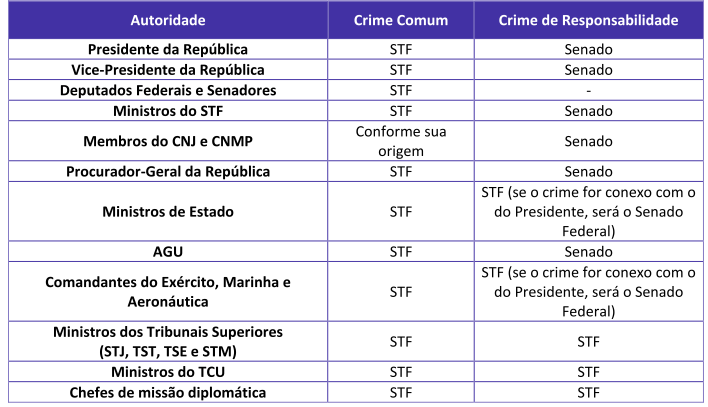 Autoridade Crime Comum Crime de Responsabilidade
Presidente da República STF Senado
Vice-Presidente da República STF Senado
Deputados Federais e Senadores STF -
Ministros do STF STF Senado
Membros do CNJ e CNMP Conforme sua
origem Senado
Procurador-Geral da República STF Senado
Ministros de Estado STF STF (se o crime for conexo com o
do Presidente, será o Senado
Federal)
AGU STF Senado
Comandantes do Exército, Marinha e
Aeronáutica STF STF (se o crime for conexo com o
do Presidente, será o Senado
Federal)
Ministros dos Tribunais Superiores
(STJ, TST, TSE e STM) STF STF
Ministros do TCU STF STF
Chefes de missão diplomática STF STF